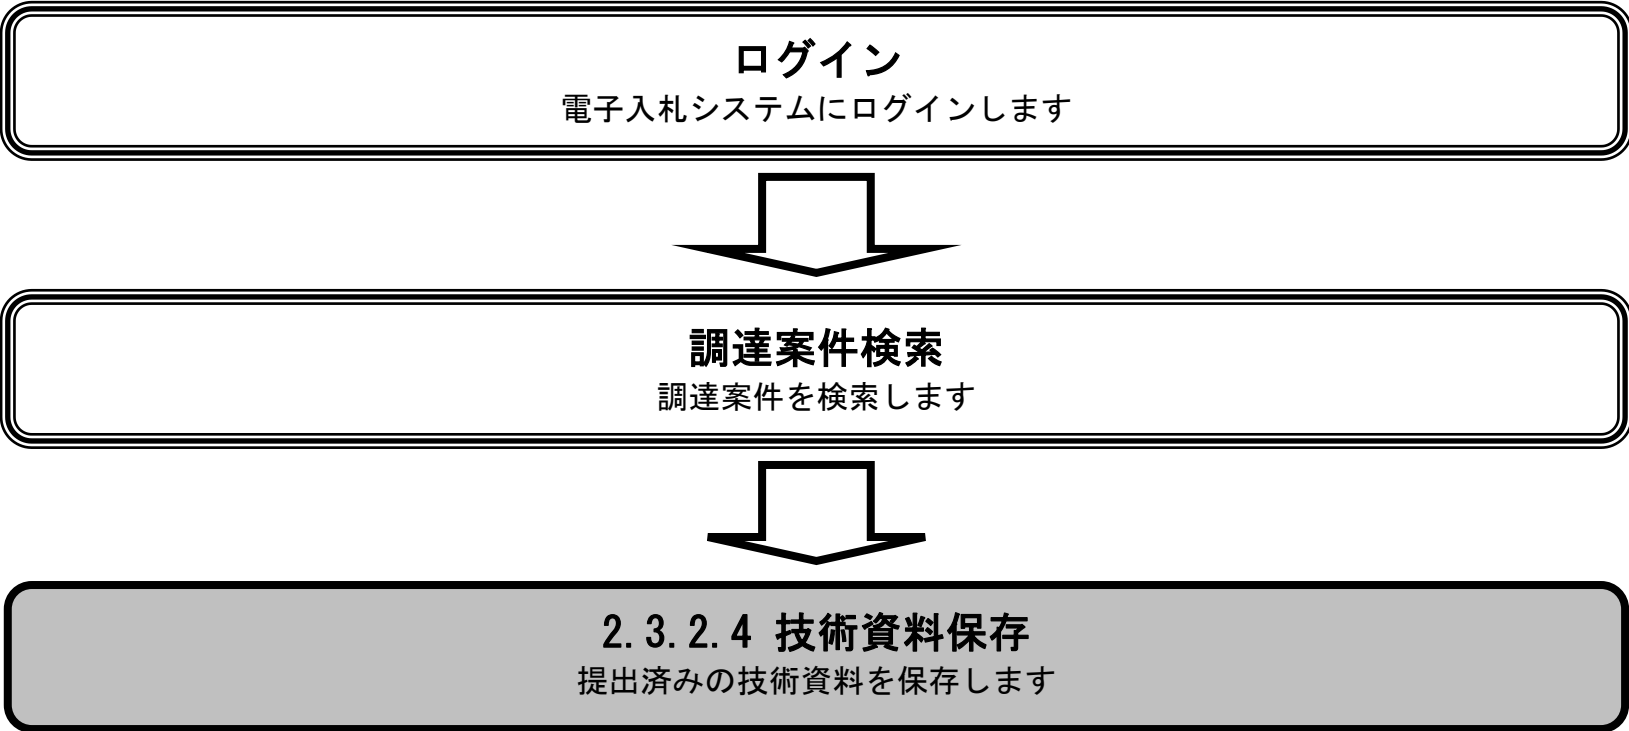 ログイン
電子入札システムにログインします
調達案件検索
調達案件を検索します
2.3.2.4 技術資料保存
提出済みの技術資料を保存します